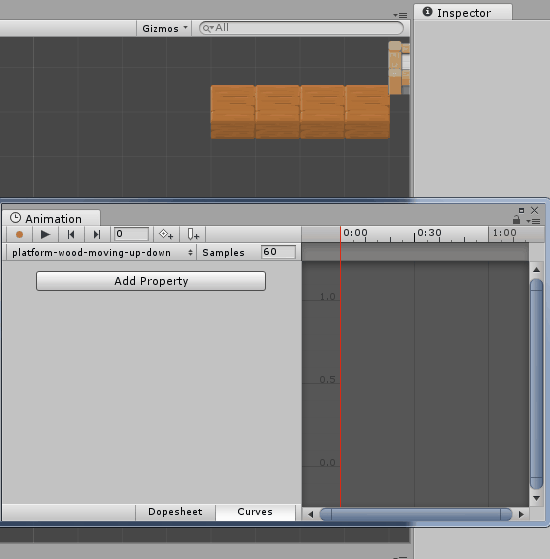 Inspector
Gizmos
All
Animation
0
0:00
0:30
1:00
platform-wood-moving-up-down
Samples
60
Add Property
1.0
0.5
0.0
Dopesheet
Curves